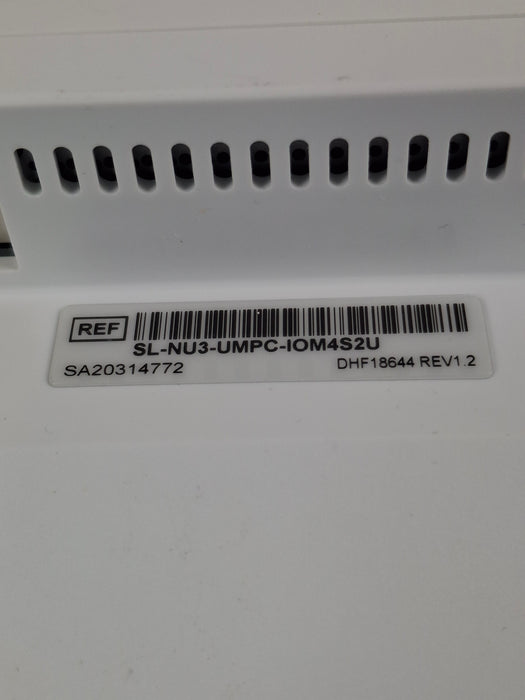 REF
SL-NU3-UMPC-IOM4S2U
SA20314772 DHF18644 REV1.2